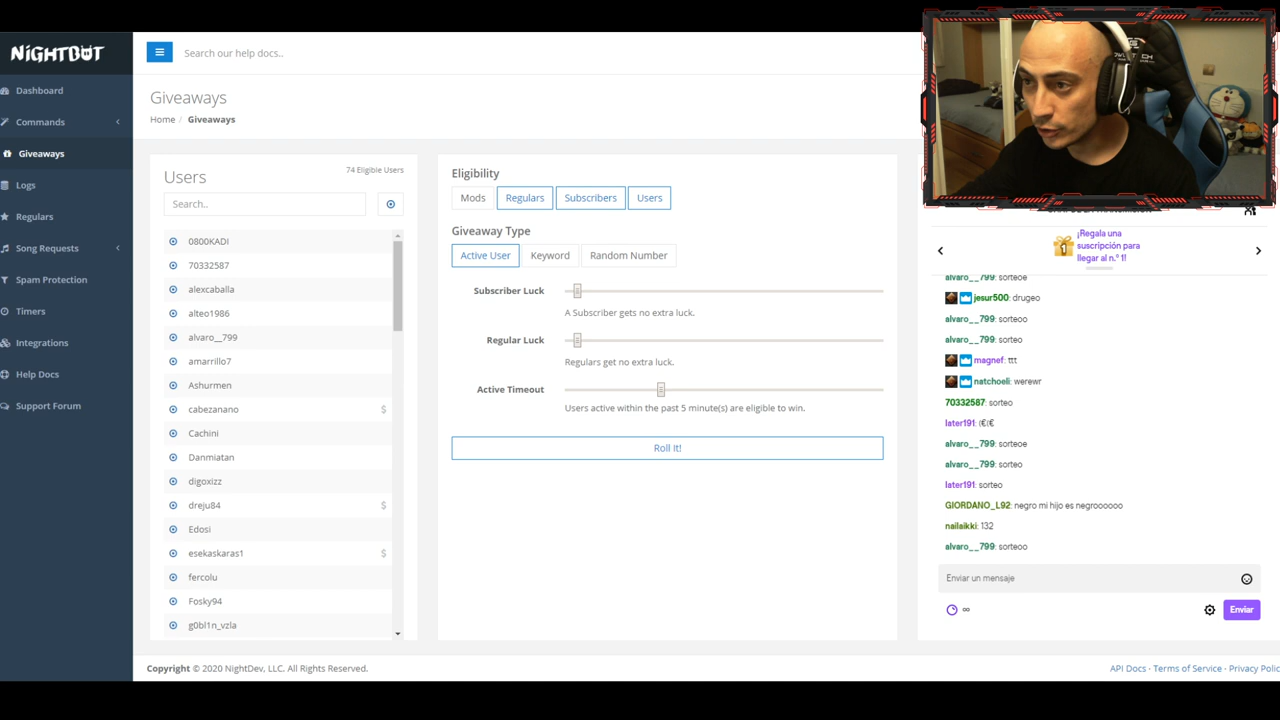 NiGHTBOT
Search our help docs..
Dashboard
Commands
Giveaways
Logs
Regulars
Song Requests
Spam Protection
Timers
Integrations
Help Docs
Support Forum
Giveaways
Home / Giveaways
Users
74 Eligible Users
Search..
0800KADI
70332587
alexcaballa
alteo1986
alvaro__799
amarrillo7
Ashurmen
cabezanano $
Cachini
Danmiatan
digoxizz
dreju84 $
Edosi
esekaskaras1 $
fercolu
Fosky94
g0bl1n_vzla
Eligibility
Mods Regulars Subscribers Users
Giveaway Type
Active User Keyword Random Number
Subscriber Luck
A Subscriber gets no extra luck.
Regular Luck
Regulars get no extra luck.
Active Timeout
Users active within the past 5 minute(s) are eligible to win.
Roll It!
¡Regala una
suscripción para
llegar al n.º 1!
1
alvaro__799: sorteoe
jesur500: drugeo
alvaro__799: sorteoo
alvaro__799: sorteo
magnef: ttt
natchoeli: werewr
70332587: sorteo
later191: (€(€
alvaro__799: sorteoe
alvaro__799: sorteo
later191: sorteo
GIORDANO_L92: negro mi hijo es negroooooo
nailaikki: 132
alvaro__799: sorteoo
Enviar un mensaje
∞
Enviar
Copyright © 2020 NightDev, LLC. All Rights Reserved.
API Docs · Terms of Service · Privacy Polic